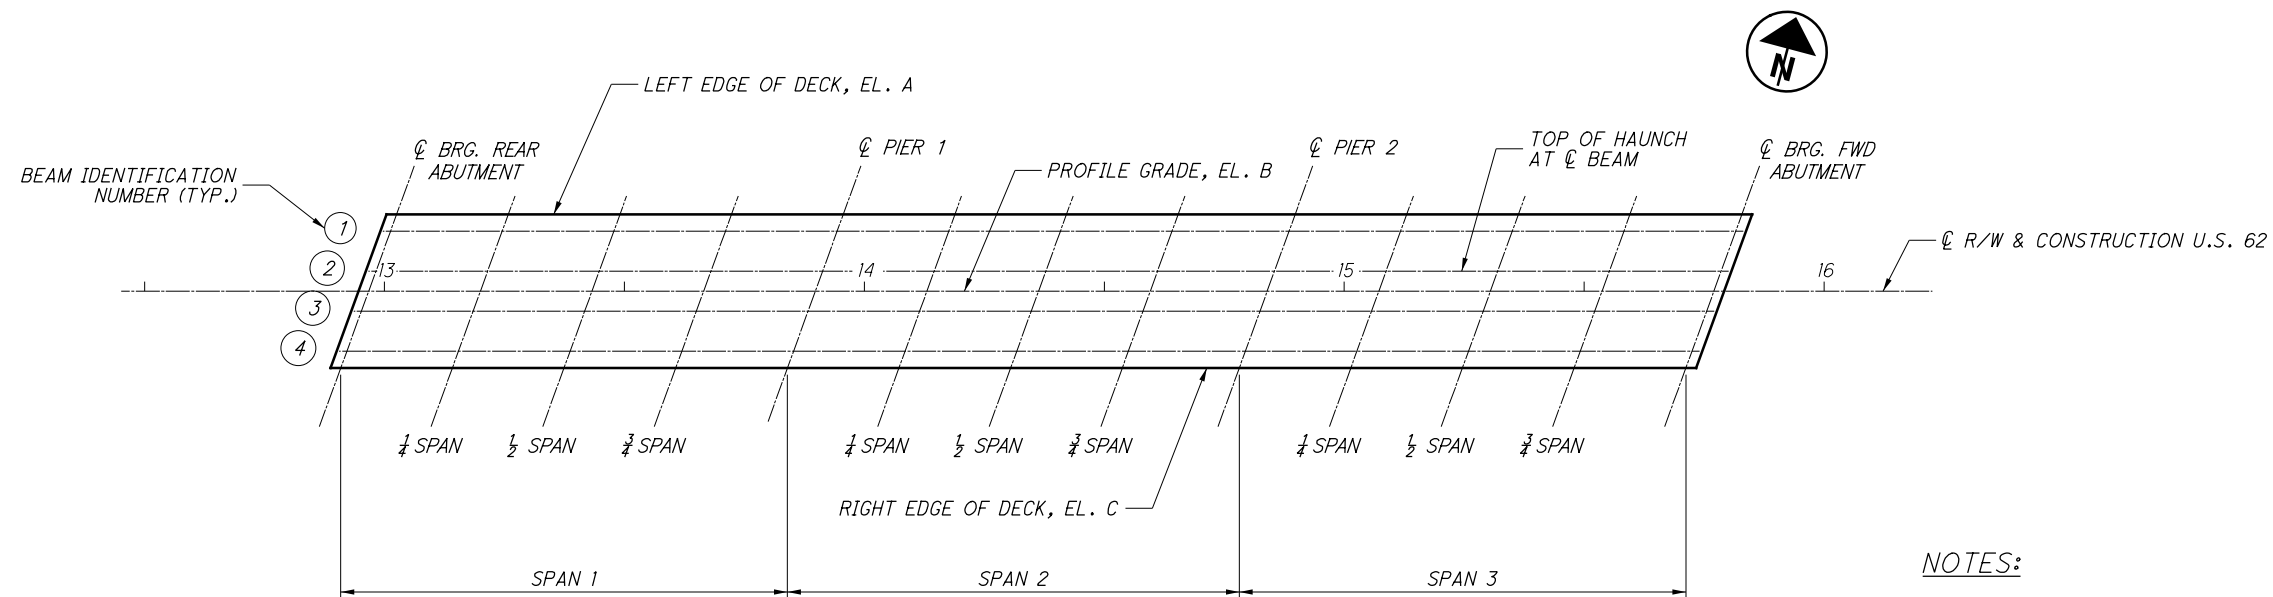 N
LEFT EDGE OF DECK, EL. A
℄ BRG. REAR
ABUTMENT
℄ PIER 1
℄ PIER 2
TOP OF HAUNCH
AT ℄ BEAM
℄ BRG. FWD
ABUTMENT
BEAM IDENTIFICATION
NUMBER (TYP.)
PROFILE GRADE, EL. B
℄ R/W & CONSTRUCTION U.S. 62
1
2
3
4
13
14
15
16
1/4 SPAN
1/2 SPAN
3/4 SPAN
1/4 SPAN
1/2 SPAN
3/4 SPAN
1/4 SPAN
1/2 SPAN
3/4 SPAN
RIGHT EDGE OF DECK, EL. C
SPAN 1
SPAN 2
SPAN 3
NOTES: